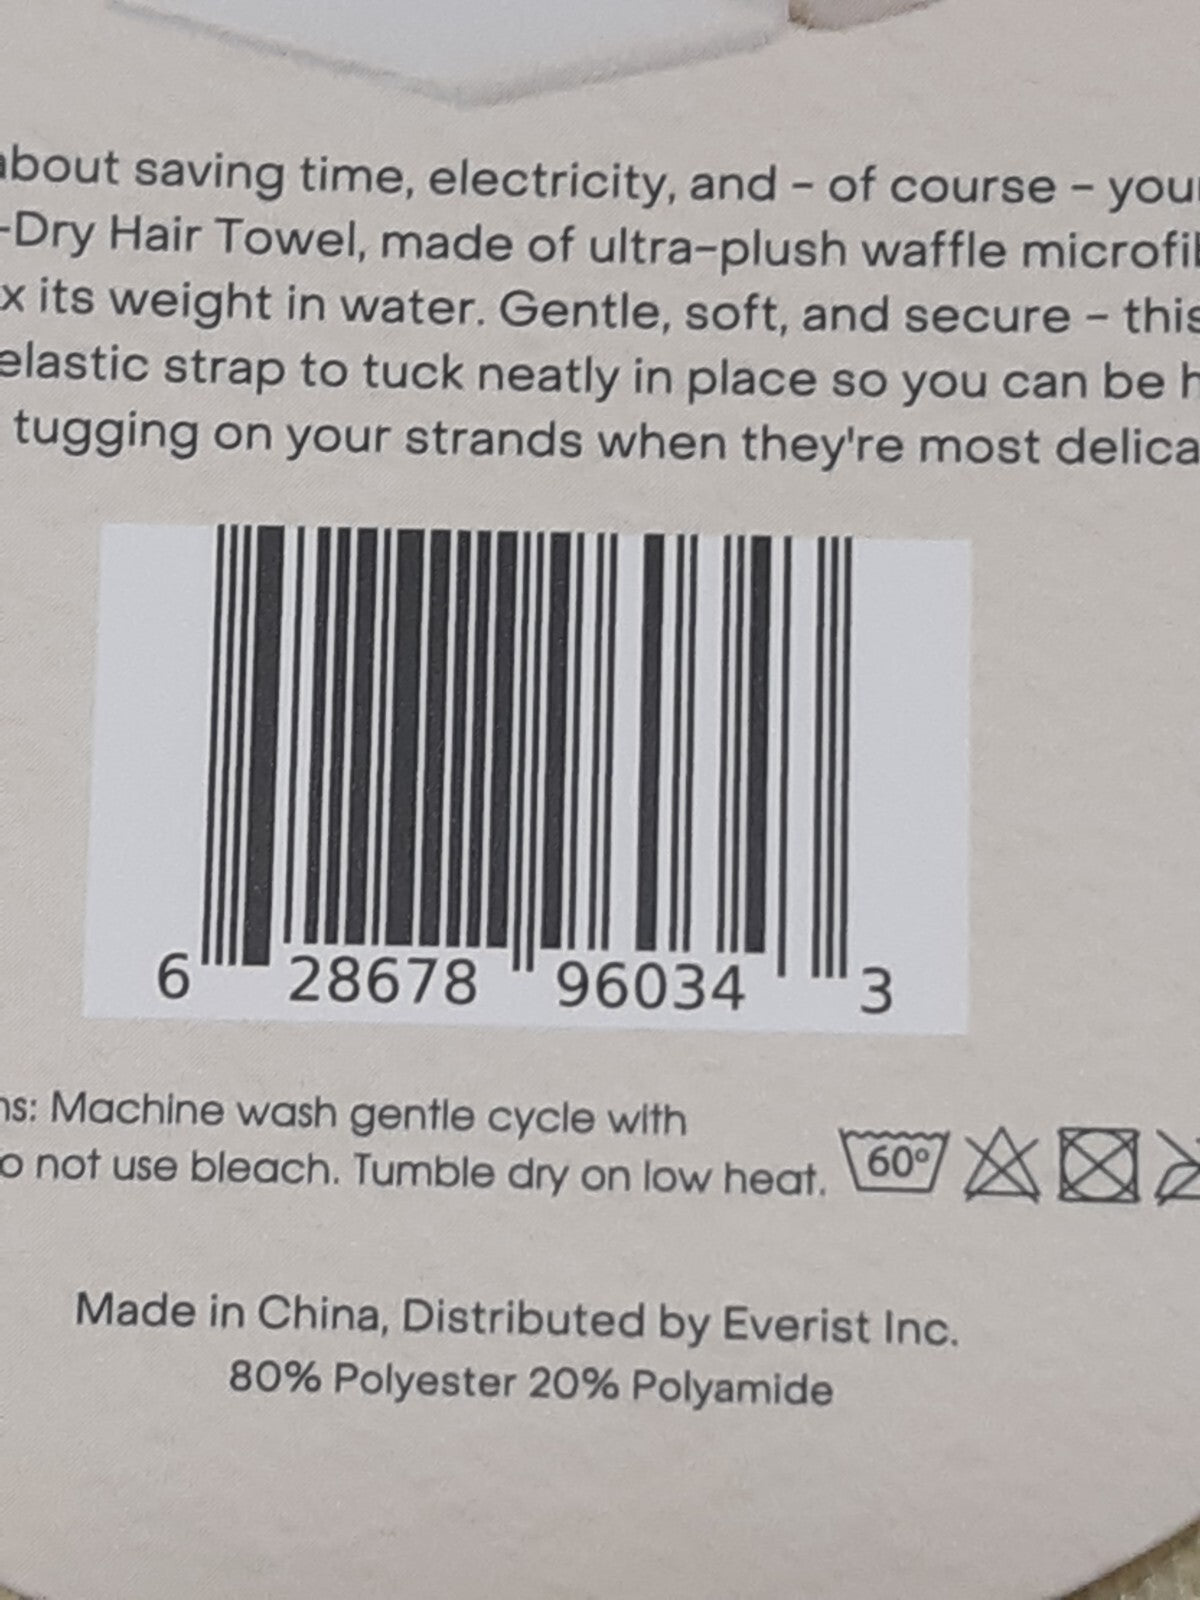 about saving time, electricity, and – of course – your
-Dry Hair Towel, made of ultra-plush waffle
x its weight in water. Gentle, soft, and secure – this
elastic strap to tuck neatly in place so you can be
tugging on your strands when they're most
6 28678 96034 3
Machine wash gentle cycle with
not use bleach. Tumble dry on low heat.
60°
Made in China, Distributed by Everist Inc.
80% Polyester 20% Polyamide